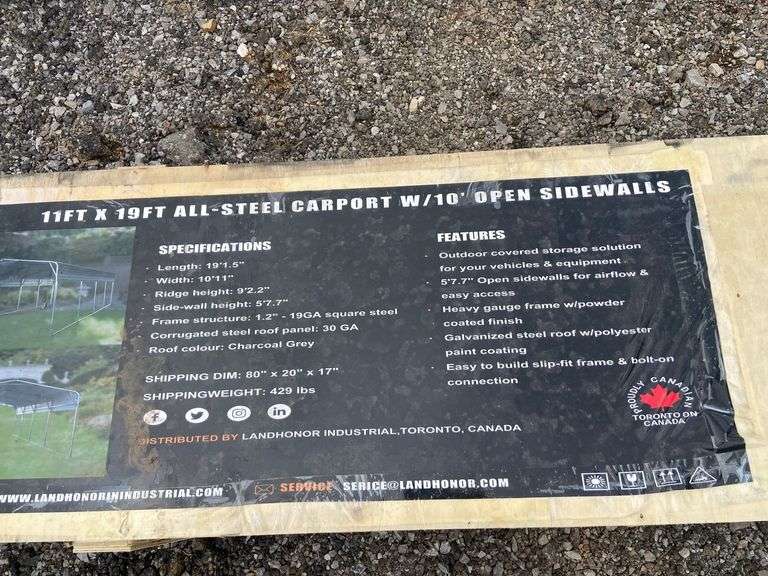 11FT X 19FT ALL-STEEL CARPORT W/10' OPEN SIDEWALLS
SPECIFICATIONS
· Length: 19'1.5"
· Width: 10'11"
· Ridge height: 9'2.2"
· Side-wall height: 5'7.7"
· Frame structure: 1.2" - 19GA square steel
· Corrugated steel roof panel: 30 GA
· Roof colour: Charcoal Grey
SHIPPING DIM: 80" x 20" x 17"
SHIPPINGWEIGHT: 429 lbs
DISTRIBUTED BY LANDHONOR INDUSTRIAL,TORONTO, CANADA
FEATURES
· Outdoor covered storage solution
for your vehicles & equipment
· 5'7.7" Open sidewalls for airflow &
easy access
· Heavy gauge frame w/powder
coated finish
· Galvanized steel roof w/polyester
paint coating
· Easy to build slip-fit frame & bolt-on
connection
PROUDLY CANADIAN
TORONTO ON
CANADA
WWW.LANDHONORININDUSTRIAL.COM
SERVICE SERICE@LANDHONOR.COM